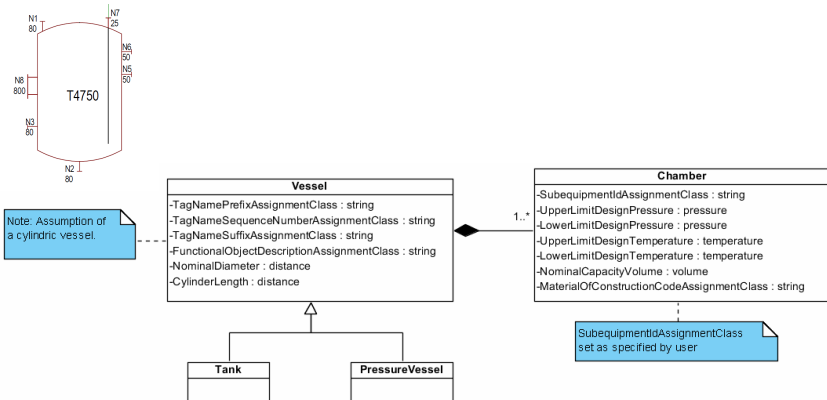 N1
80
N7
25
N6
50
N5
50
N8
800
T4750
N3
80
N2
80
Note: Assumption of
a cylindric vessel.
Vessel
-TagNamePrefixAssignmentClass : string
-TagNameSequenceNumberAssignmentClass : string
-TagNameSuffixAssignmentClass : string
-FunctionalObjectDescriptionAssignmentClass : string
-NominalDiameter : distance
-CylinderLength : distance
1..*
Chamber
-SubequipmentIdAssignmentClass : string
-UpperLimitDesignPressure : pressure
-LowerLimitDesignPressure : pressure
-UpperLimitDesignTemperature : temperature
-LowerLimitDesignTemperature : temperature
-NominalCapacityVolume : volume
-MaterialOfConstructionCodeAssignmentClass : string
SubequipmentIdAssignmentClass
set as specified by user
Tank
PressureVessel